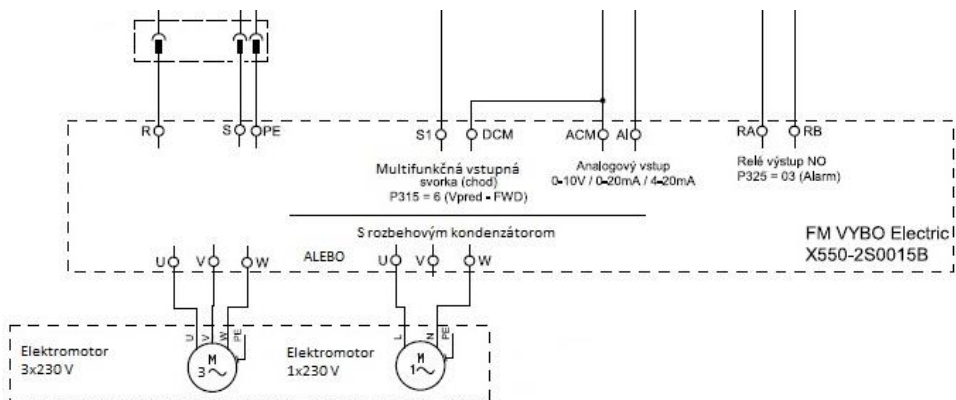 R S PE S1 DCM ACM AI RA RB
Multifunkčná vstupná
svorka (chod)
P315 = 6 (Vpred - FWD)
Analogový vstup
0-10V / 0-20mA / 4-20mA
Relé výstup NO
P325 = 03 (Alarm)
S rozbehovým kondenzátorom
FM VYBO Electric
X550-2S0015B
U V W ALEBO U V W
U V W PE L N PE
Elektromotor
3x230 V
M
3
Elektromotor
1x230 V
M
1